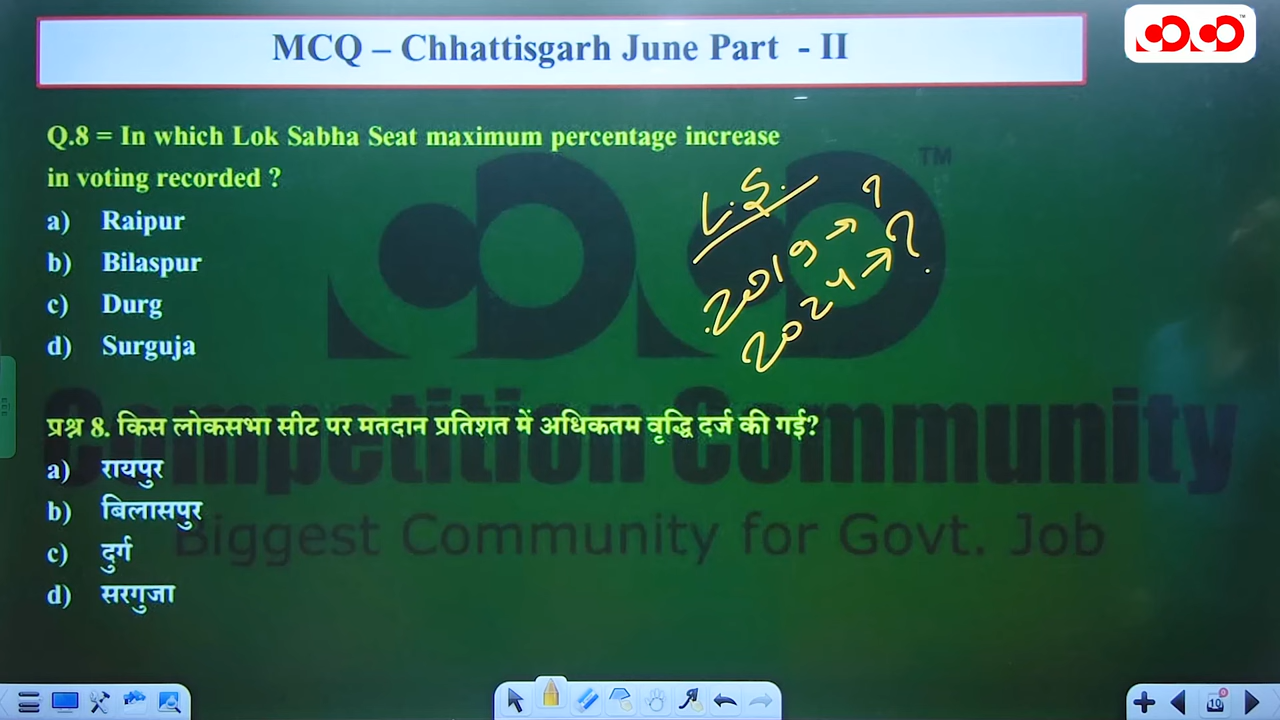 MCQ – Chhattisgarh June Part - II
Q.8 = In which Lok Sabha Seat maximum percentage increase
in voting recorded ?
a) Raipur
b) Bilaspur
c) Durg
d) Surguja
L.S.
2019 → ?
2024 → ?
TM
प्रश्न 8. किस लोकसभा सीट पर मतदान प्रतिशत में अधिकतम वृद्धि दर्ज की गई?
a) रायपुर
b) बिलासपुर
c) दुर्ग
d) सरगुजा
Competition Community
Biggest Community for Govt. Job
10